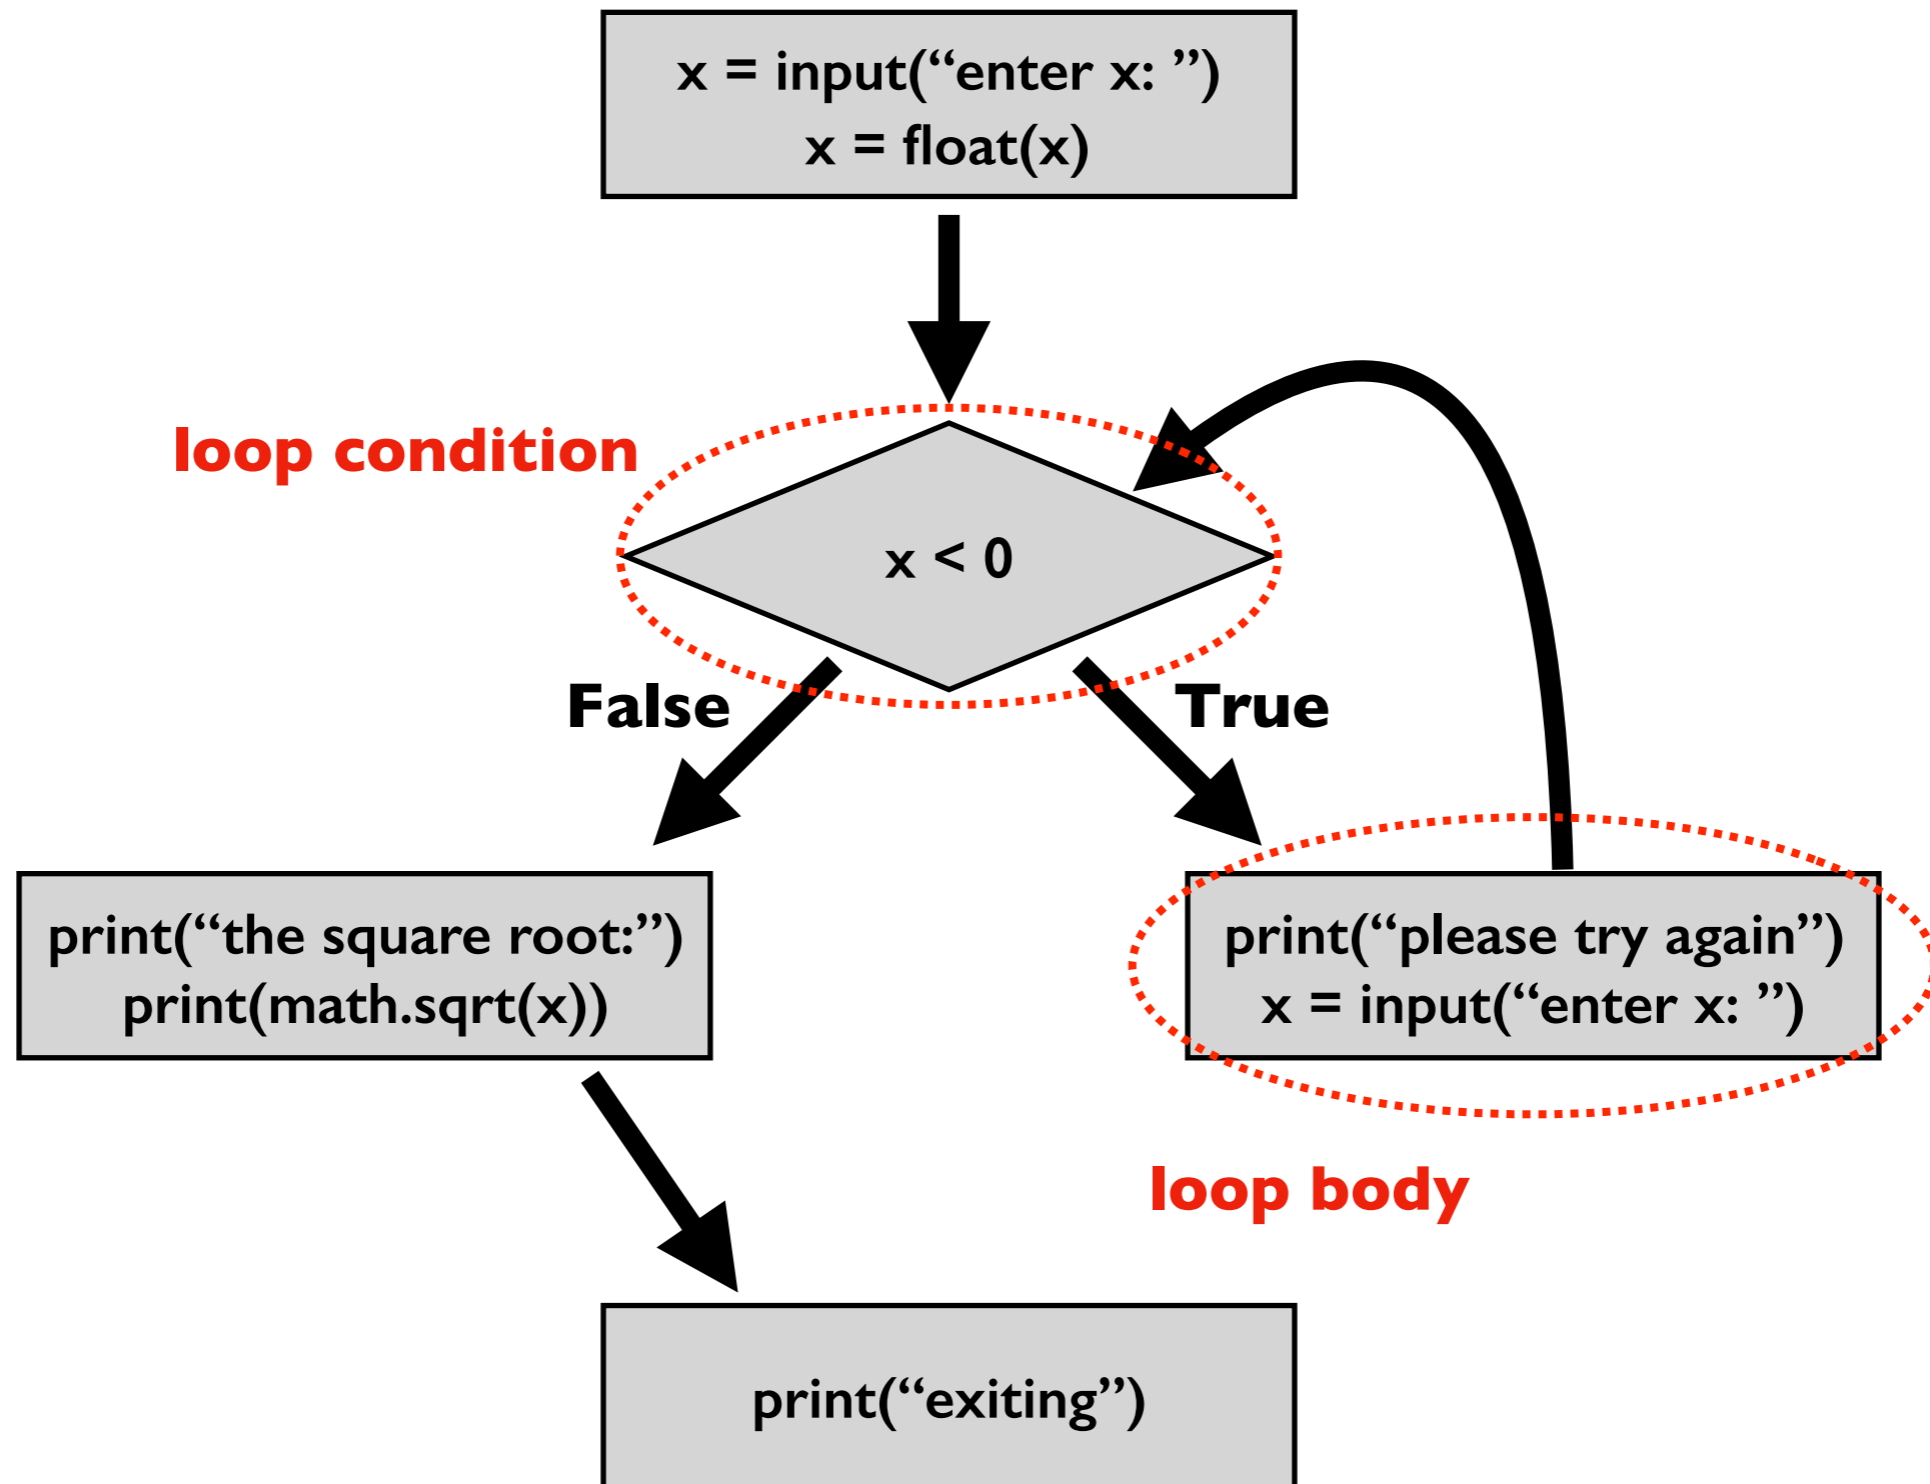 x = input(“enter x: ”)
x = float(x)
loop condition
x < 0
False
True
print(“the square root:”)
print(math.sqrt(x))
print(“please try again”)
x = input(“enter x: ”)
loop body
print(“exiting”)